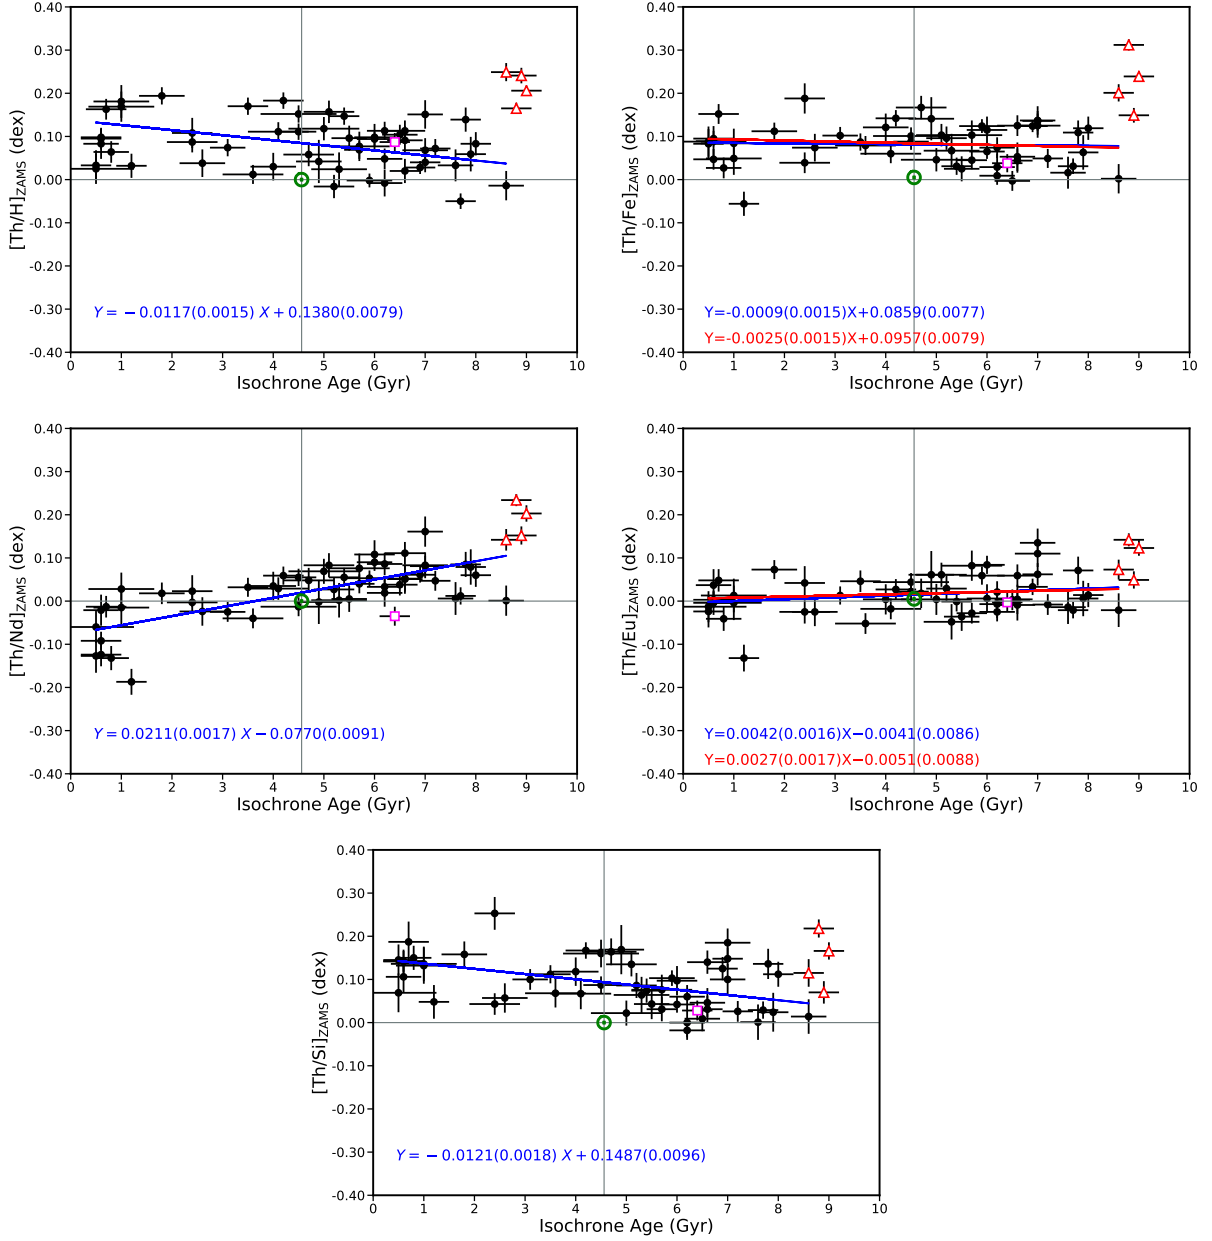 0.40
0.30
0.20
0.10
0.00
-0.10
-0.20
-0.30
-0.40
[Th/H]ZAMS (dex)
Y = −0.0117(0.0015) X + 0.1380(0.0079)
0 1 2 3 4 5 6 7 8 9 10
Isochrone Age (Gyr)
0.40
0.30
0.20
0.10
0.00
-0.10
-0.20
-0.30
-0.40
[Th/Fe]ZAMS (dex)
Y=-0.0009(0.0015)X+0.0859(0.0077)
Y=-0.0025(0.0015)X+0.0957(0.0079)
0 1 2 3 4 5 6 7 8 9 10
Isochrone Age (Gyr)
0.40
0.30
0.20
0.10
0.00
-0.10
-0.20
-0.30
-0.40
[Th/Nd]ZAMS (dex)
Y = 0.0211(0.0017) X − 0.0770(0.0091)
0 1 2 3 4 5 6 7 8 9 10
Isochrone Age (Gyr)
0.40
0.30
0.20
0.10
0.00
-0.10
-0.20
-0.30
-0.40
[Th/Eu]ZAMS (dex)
Y=0.0042(0.0016)X−0.0041(0.0086)
Y=0.0027(0.0017)X−0.0051(0.0088)
0 1 2 3 4 5 6 7 8 9 10
Isochrone Age (Gyr)
0.40
0.30
0.20
0.10
0.00
-0.10
-0.20
-0.30
-0.40
[Th/Si]ZAMS (dex)
Y = −0.0121(0.0018) X + 0.1487(0.0096)
0 1 2 3 4 5 6 7 8 9 10
Isochrone Age (Gyr)